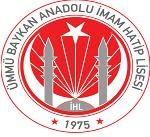 ÜMMÜ BAYKAN ANADOLU İMAM HATİP LİSESİ
İHL
1975